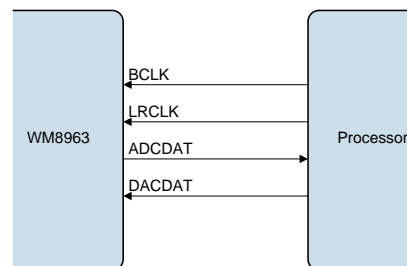 BCLK
LRCLK
WM8963
ADCDAT
Processor
DACDAT